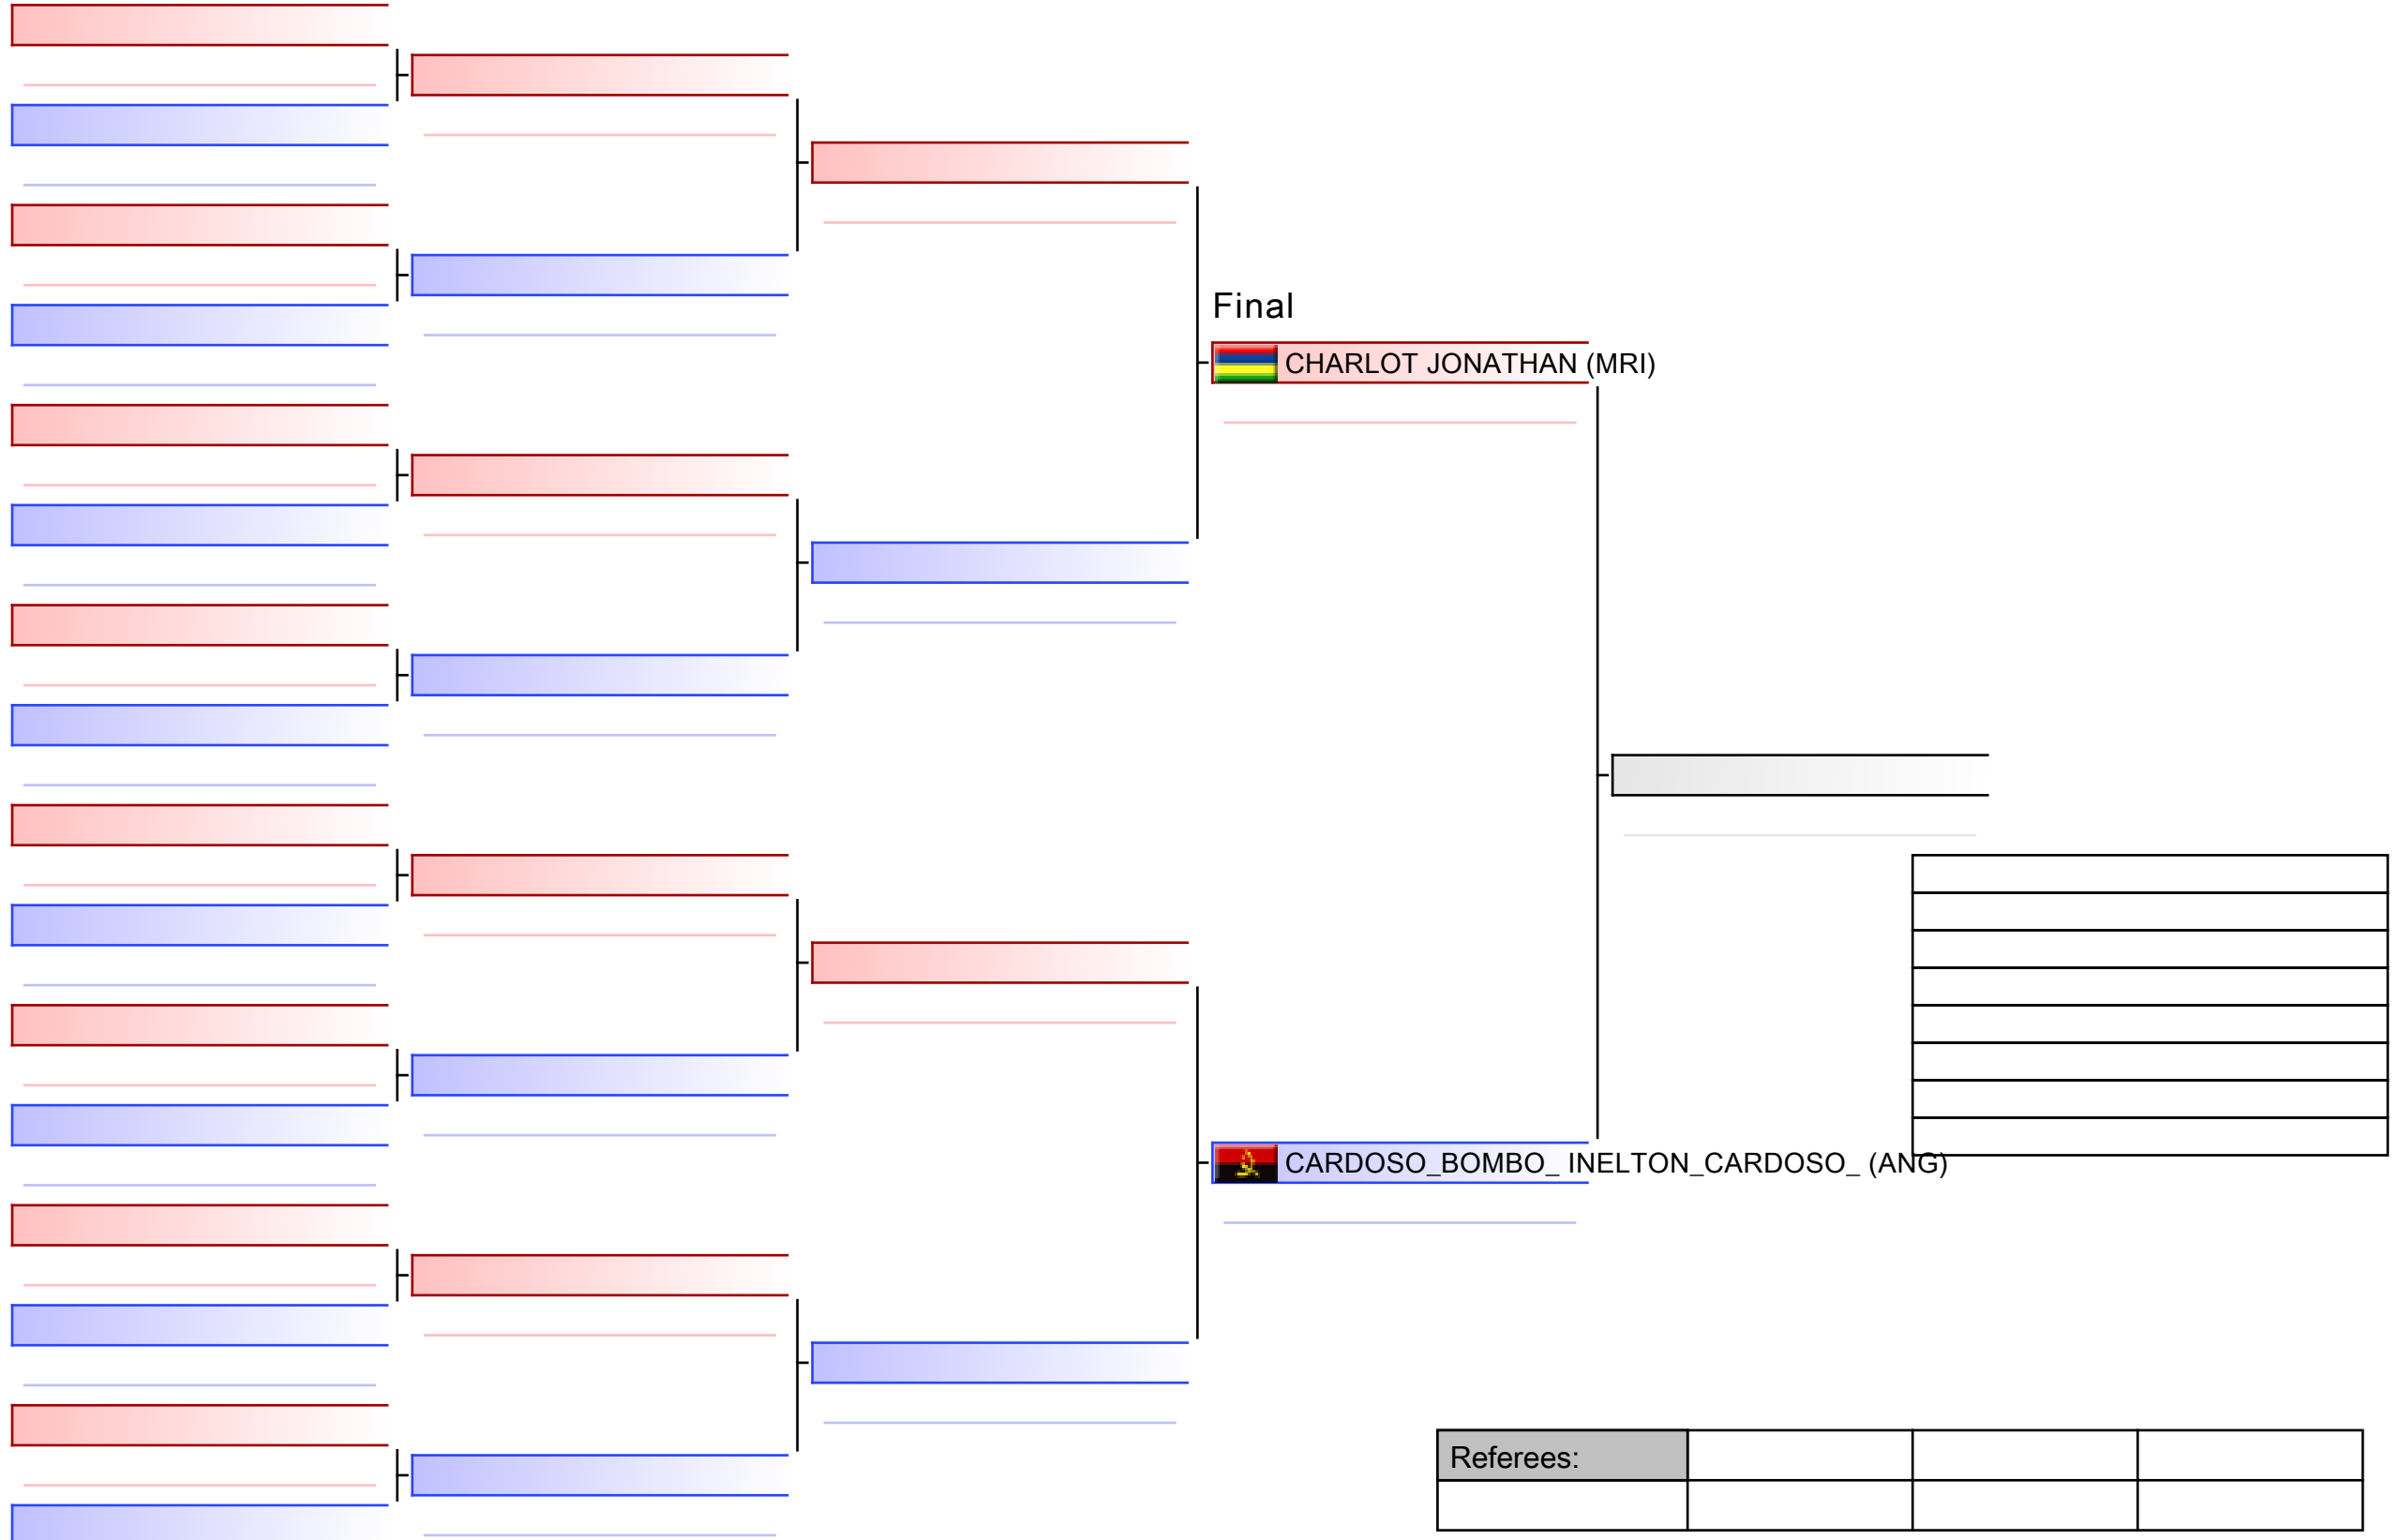 Final
CHARLOT JONATHAN (MRI)
CARDOSO_BOMBO_ INELTON_CARDOSO_ (ANG)
Referees: